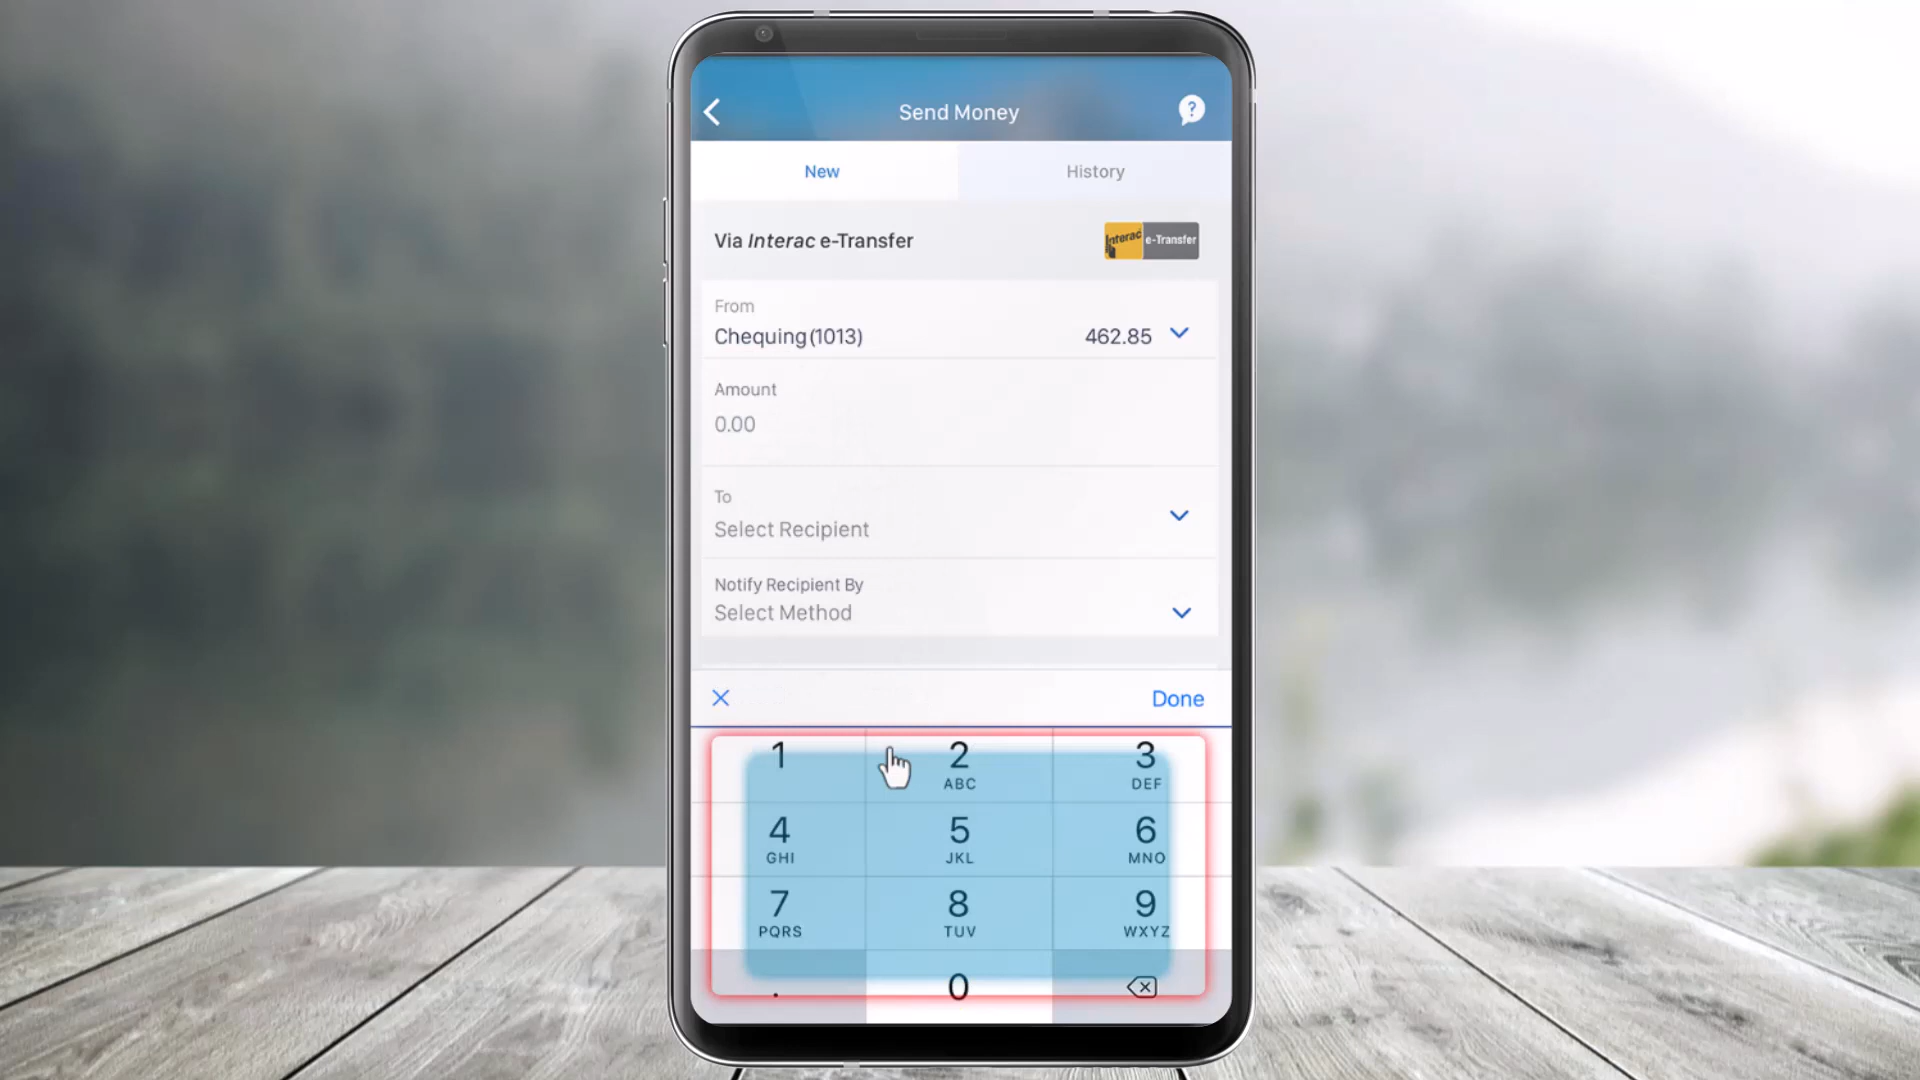 Send Money
?
New
History
Via Interac e-Transfer
Interac e-Transfer
From
Chequing(1013) 462.85
Amount
0.00
To
Select Recipient
Notify Recipient By
Select Method
Done
1 2 3
ABC DEF
4 5 6
GHI JKL MNO
7 8 9
PQRS TUV WXYZ
. 0